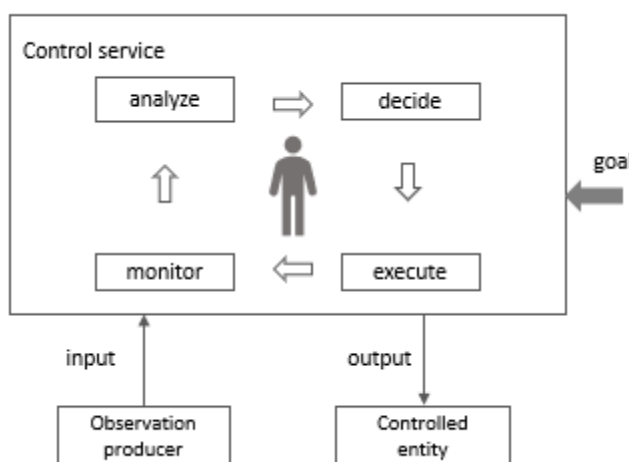 Control service
analyze
decide
goal
monitor
execute
input
output
Observation
producer
Controlled
entity